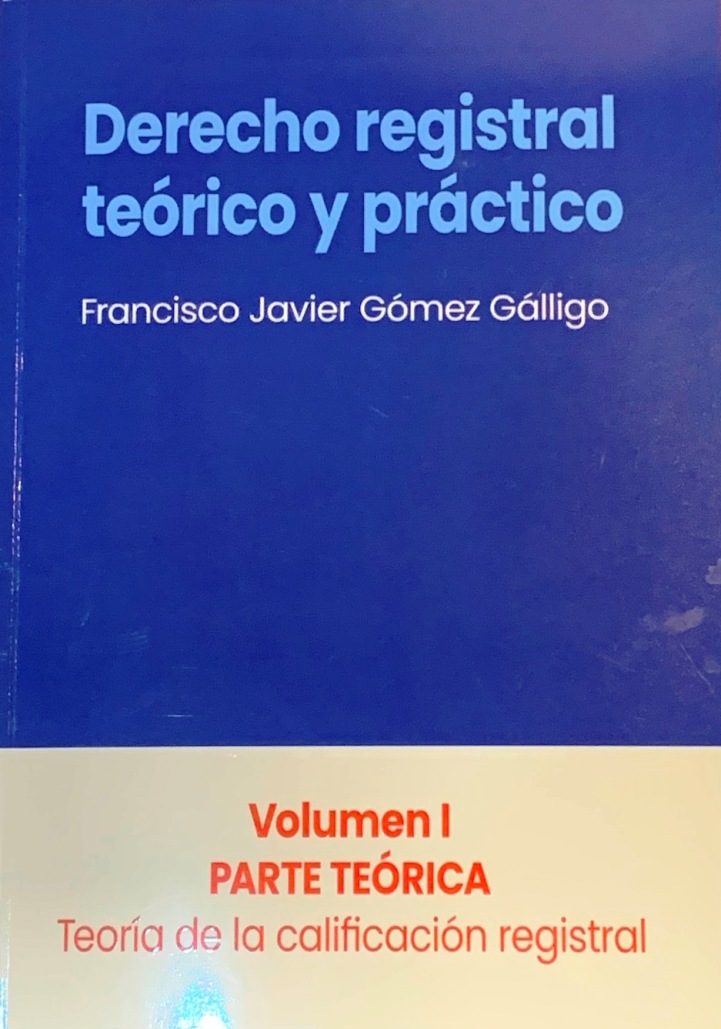 Derecho registral
teórico y práctico
Francisco Javier Gómez Gálligo
Volumen I
PARTE TEÓRICA
Teoría de la calificación registral